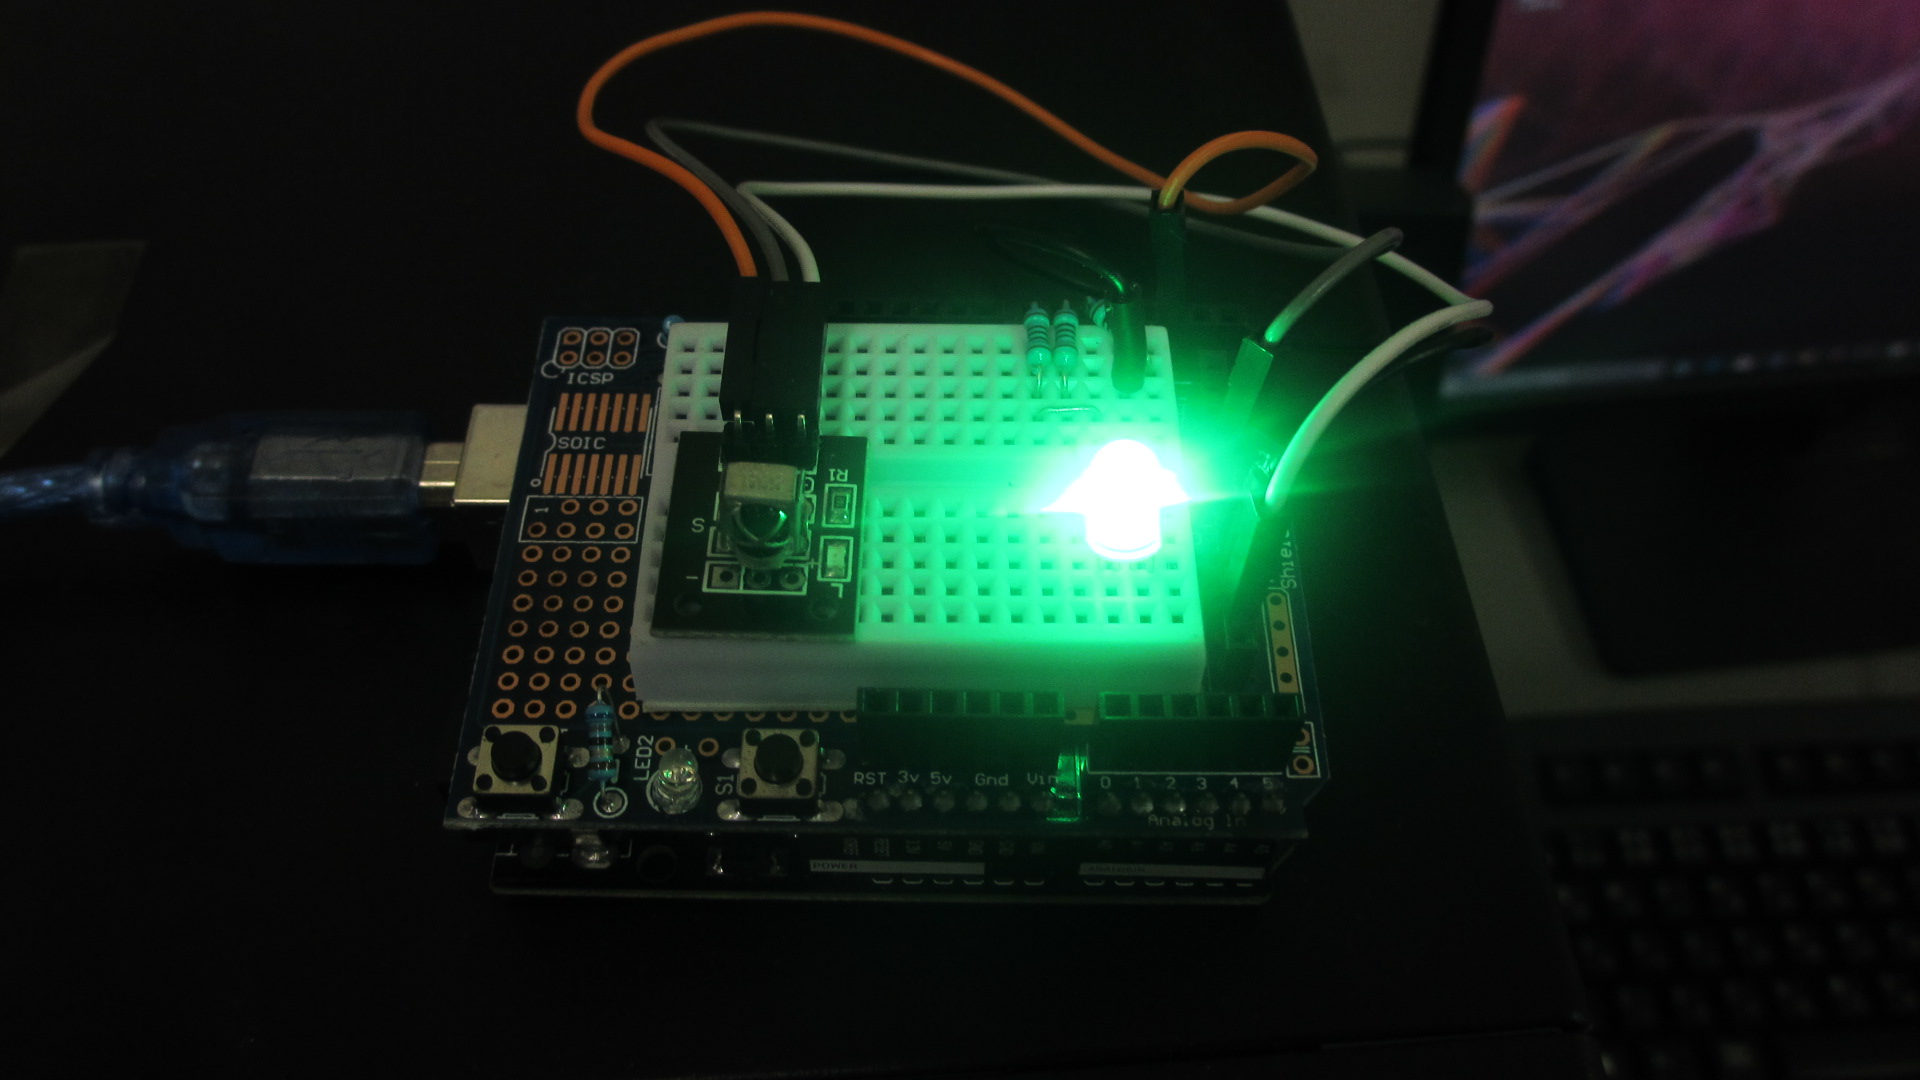 ICSP
SOIC
1
R1
S
-
L
Shiel
LED2
S1
RST 3v 5v Gnd Vin
0 1 2 3 4 5
Analog In
POWER